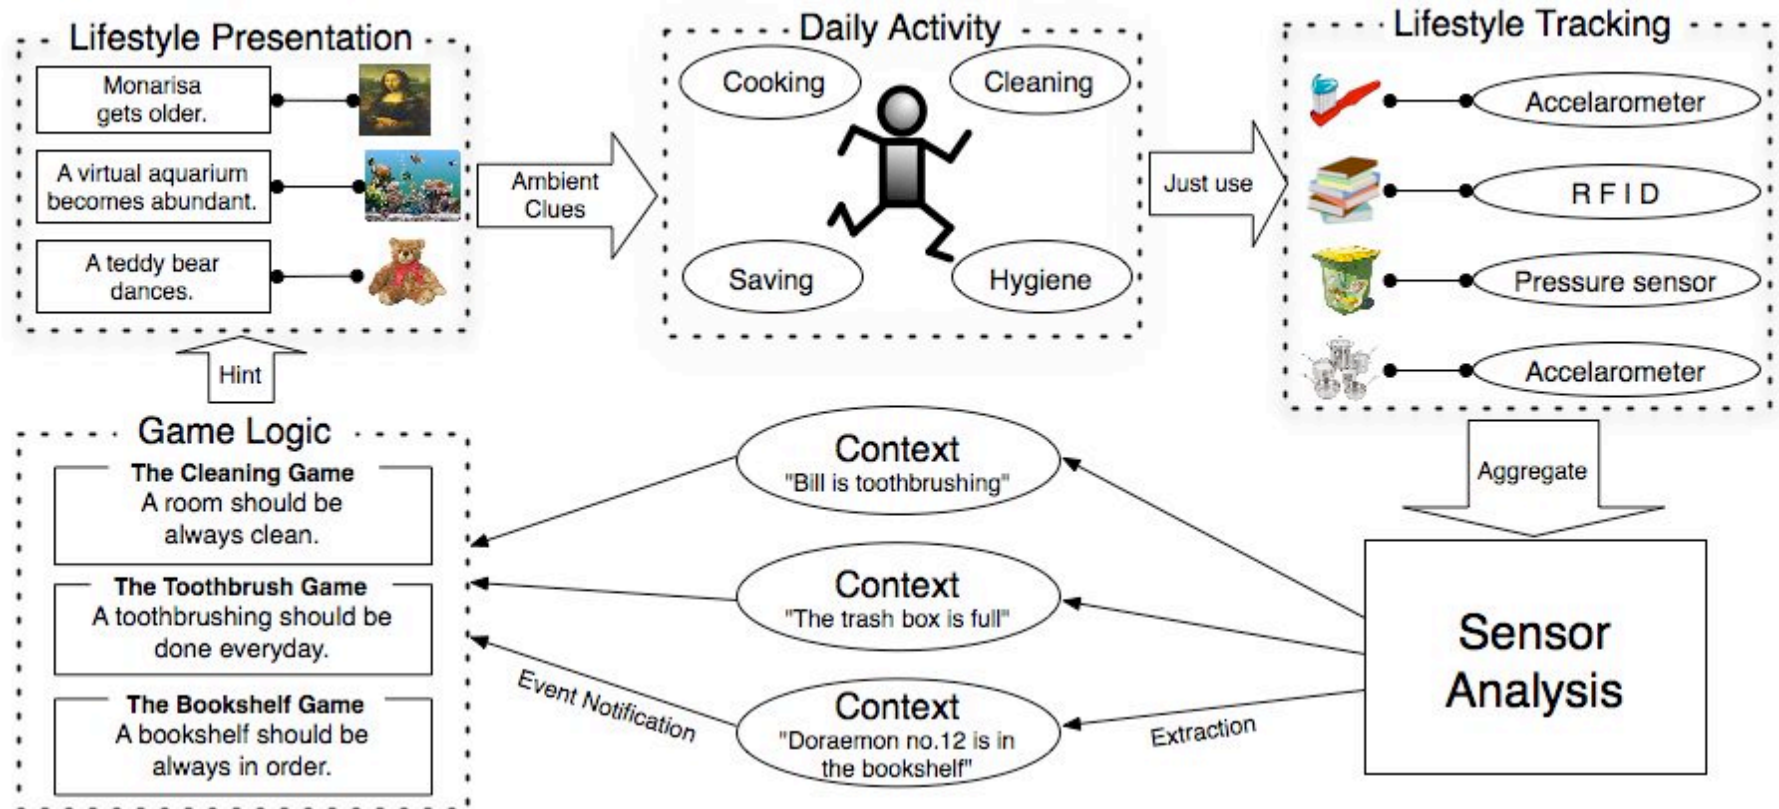 Lifestyle Presentation
Monarisa
gets older.
A virtual aquarium
becomes abundant.
A teddy bear
dances.
Ambient
Clues
Daily Activity
Cooking
Cleaning
Saving
Hygiene
Just use
Lifestyle Tracking
Accelarometer
RFID
Pressure sensor
Accelarometer
Aggregate
Sensor
Analysis
Extraction
Context
"Bill is toothbrushing"
Context
"The trash box is full"
Context
"Doraemon no.12 is in
the bookshelf"
Event Notification
Game Logic
The Cleaning Game
A room should be
always clean.
The Toothbrush Game
A toothbrushing should be
done everyday.
The Bookshelf Game
A bookshelf should be
always in order.
Hint